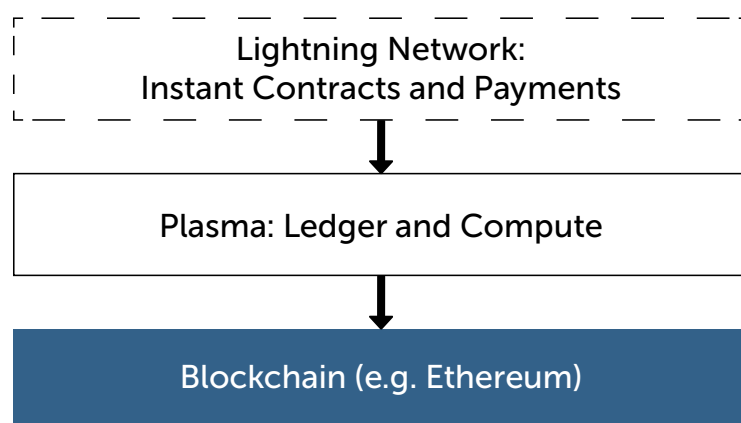 Lightning Network:
Instant Contracts and Payments
Plasma: Ledger and Compute
Blockchain (e.g. Ethereum)